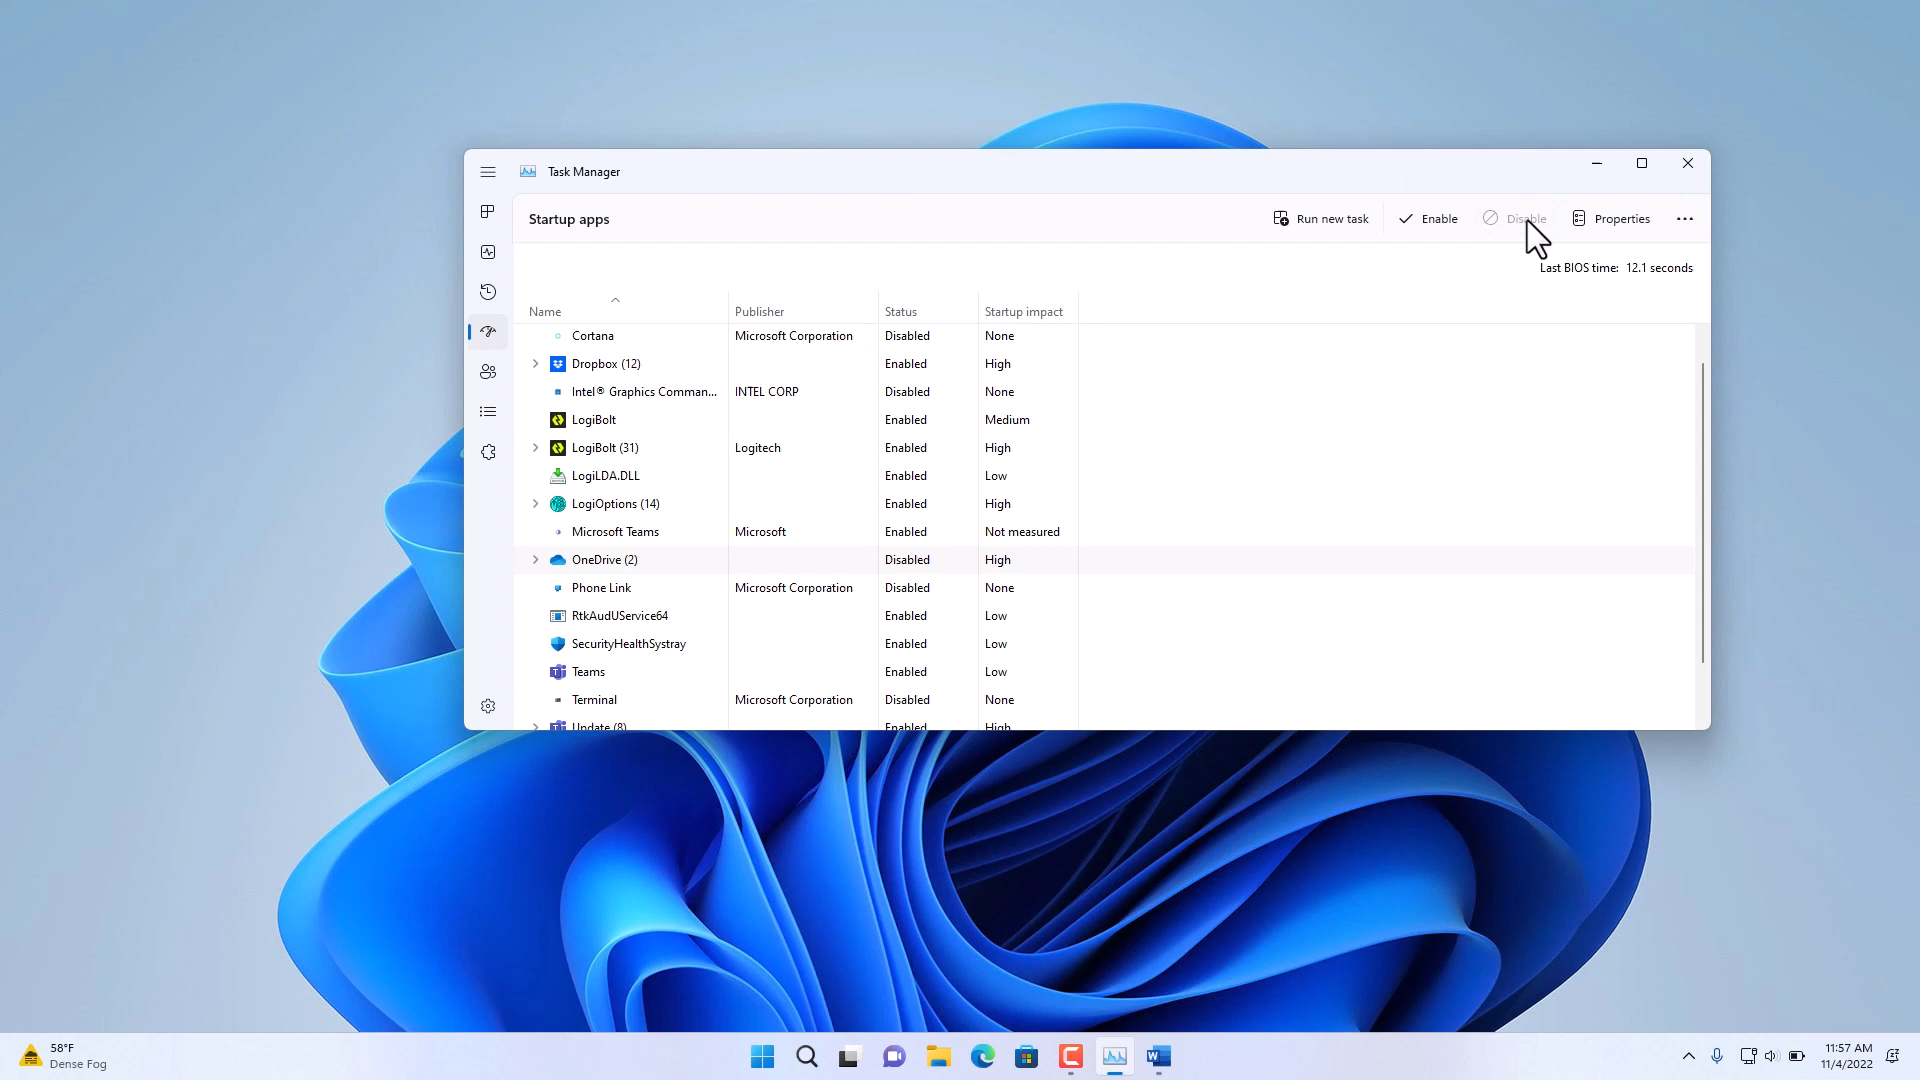 Task Manager
Startup apps
Run new task
Enable
Disable
Properties
Last BIOS time: 12.1 seconds
Name Publisher Status Startup impact
Cortana Microsoft Corporation Disabled None
Dropbox (12) Enabled High
Intel® Graphics Comman... INTEL CORP Disabled None
LogiBolt Enabled Medium
LogiBolt (31) Logitech Enabled High
LogiLDA.DLL Enabled Low
LogiOptions (14) Enabled High
Microsoft Teams Microsoft Enabled Not measured
OneDrive (2) Disabled High
Phone Link Microsoft Corporation Disabled None
RtkAudUService64 Enabled Low
SecurityHealthSystray Enabled Low
Teams Enabled Low
Terminal Microsoft Corporation Disabled None
Update (8) Enabled High
58°F
Dense Fog
11:57 AM
11/4/2022